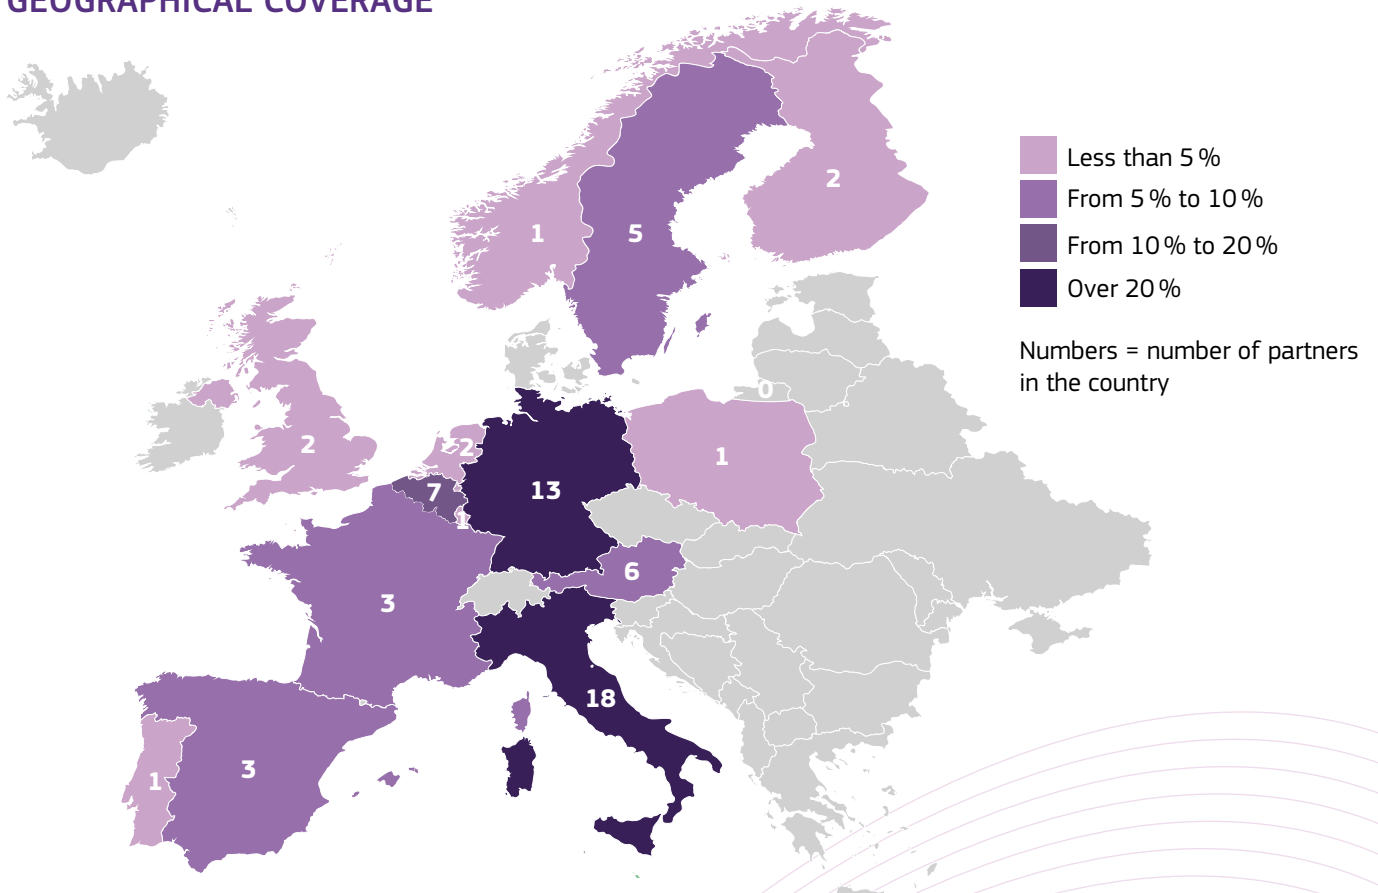 GEOGRAPHICAL COVERAGE
Less than 5 %
From 5 % to 10 %
From 10 % to 20 %
Over 20 %
Numbers = number of partners
in the country
2
1
5
0
2
2
1
7
13
1
6
3
18
3
1